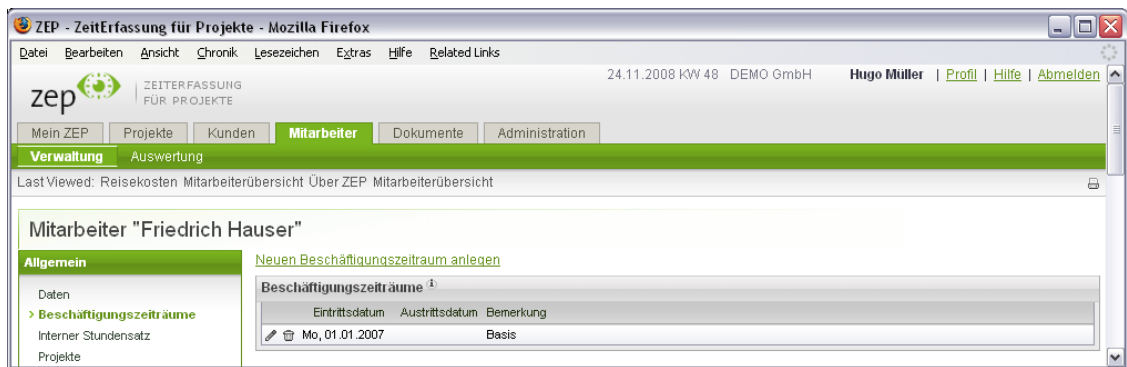 ZEP - ZeitErfassung für Projekte - Mozilla Firefox
Datei Bearbeiten Ansicht Chronik Lesezeichen Extras Hilfe Related Links
24.11.2008 KW 48 DEMO GmbH Hugo Müller | Profil | Hilfe | Abmelden
zep ZEITERFASSUNG
FÜR PROJEKTE
Mein ZEP Projekte Kunden Mitarbeiter Dokumente Administration
Verwaltung Auswertung
Last Viewed: Reisekosten Mitarbeiterübersicht Über ZEP Mitarbeiterübersicht
Mitarbeiter "Friedrich Hauser"
Allgemein
Daten
> Beschäftigungszeiträume
Interner Stundensatz
Projekte
Neuen Beschäftigungszeitraum anlegen
Beschäftigungszeiträume
Eintrittsdatum Austrittsdatum Bemerkung
Mo, 01.01.2007 Basis